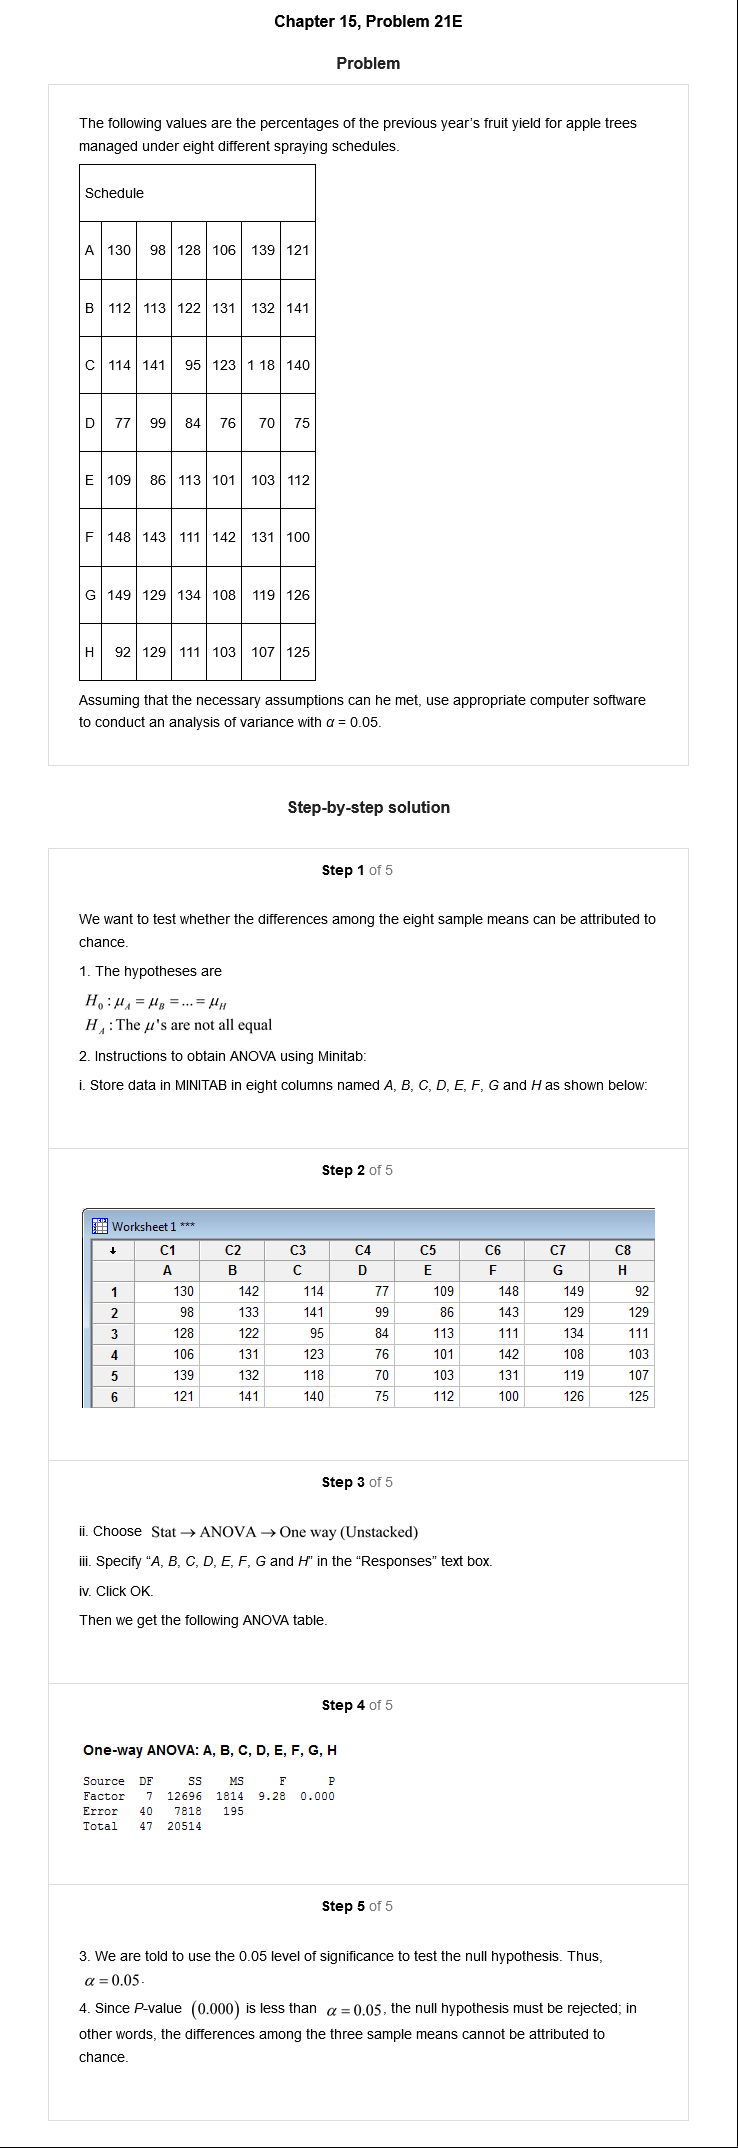 Chapter 15, Problem 21E
Problem
The following values are the percentages of the previous year's fruit yield for apple trees
managed under eight different spraying schedules.
Schedule
A 130 98 128 106 139 121
B 112 113 122 131 132 141
C 114 141 95 123 1 18 140
D 77 99 84 76 70 75
E 109 86 113 101 103 112
F 148 143 111 142 131 100
G 149 129 134 108 119 126
H 92 129 111 103 107 125
Assuming that the necessary assumptions can he met, use appropriate computer software
to conduct an analysis of variance with α = 0.05.
Step-by-step solution
Step 1 of 5
We want to test whether the differences among the eight sample means can be attributed to
chance.
1. The hypotheses are
H₀ : μ_A = μ_B = ... = μ_H
H_A : The μ's are not all equal
2. Instructions to obtain ANOVA using Minitab:
i. Store data in MINITAB in eight columns named A, B, C, D, E, F, G and H as shown below:
Step 2 of 5
Worksheet 1 ***
↓ C1 C2 C3 C4 C5 C6 C7 C8
A B C D E F G H
1 130 142 114 77 109 148 149 92
2 98 133 141 99 86 143 129 129
3 128 122 95 84 113 111 134 111
4 106 131 123 76 101 142 108 103
5 139 132 118 70 103 131 119 107
6 121 141 140 75 112 100 126 125
Step 3 of 5
ii. Choose Stat → ANOVA → One way (Unstacked)
iii. Specify "A, B, C, D, E, F, G and H" in the "Responses" text box.
iv. Click OK.
Then we get the following ANOVA table.
Step 4 of 5
One-way ANOVA: A, B, C, D, E, F, G, H
Source DF SS MS F P
Factor 7 12696 1814 9.28 0.000
Error 40 7818 195
Total 47 20514
Step 5 of 5
3. We are told to use the 0.05 level of significance to test the null hypothesis. Thus,
α = 0.05.
4. Since P-value (0.000) is less than α = 0.05, the null hypothesis must be rejected; in
other words, the differences among the three sample means cannot be attributed to
chance.